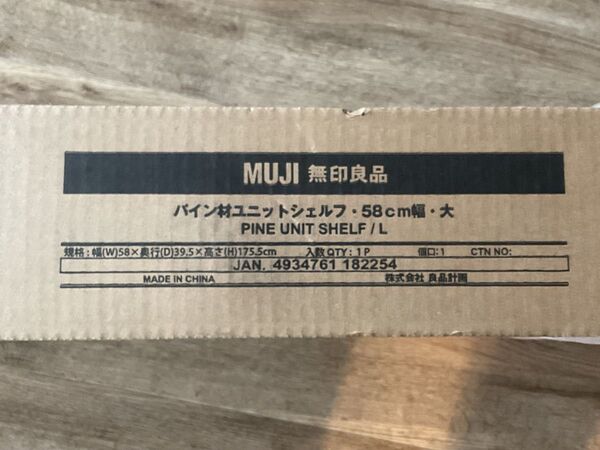 MUJI 無印良品
パイン材ユニットシェルフ・58cm幅・大
PINE UNIT SHELF / L
規格:幅(W)58×奥行(D)39.5×高さ(H)175.5cm 入数QTY:1P 個口:1 CTN NO:
JAN. 4934761 182254
MADE IN CHINA 株式会社 良品計画